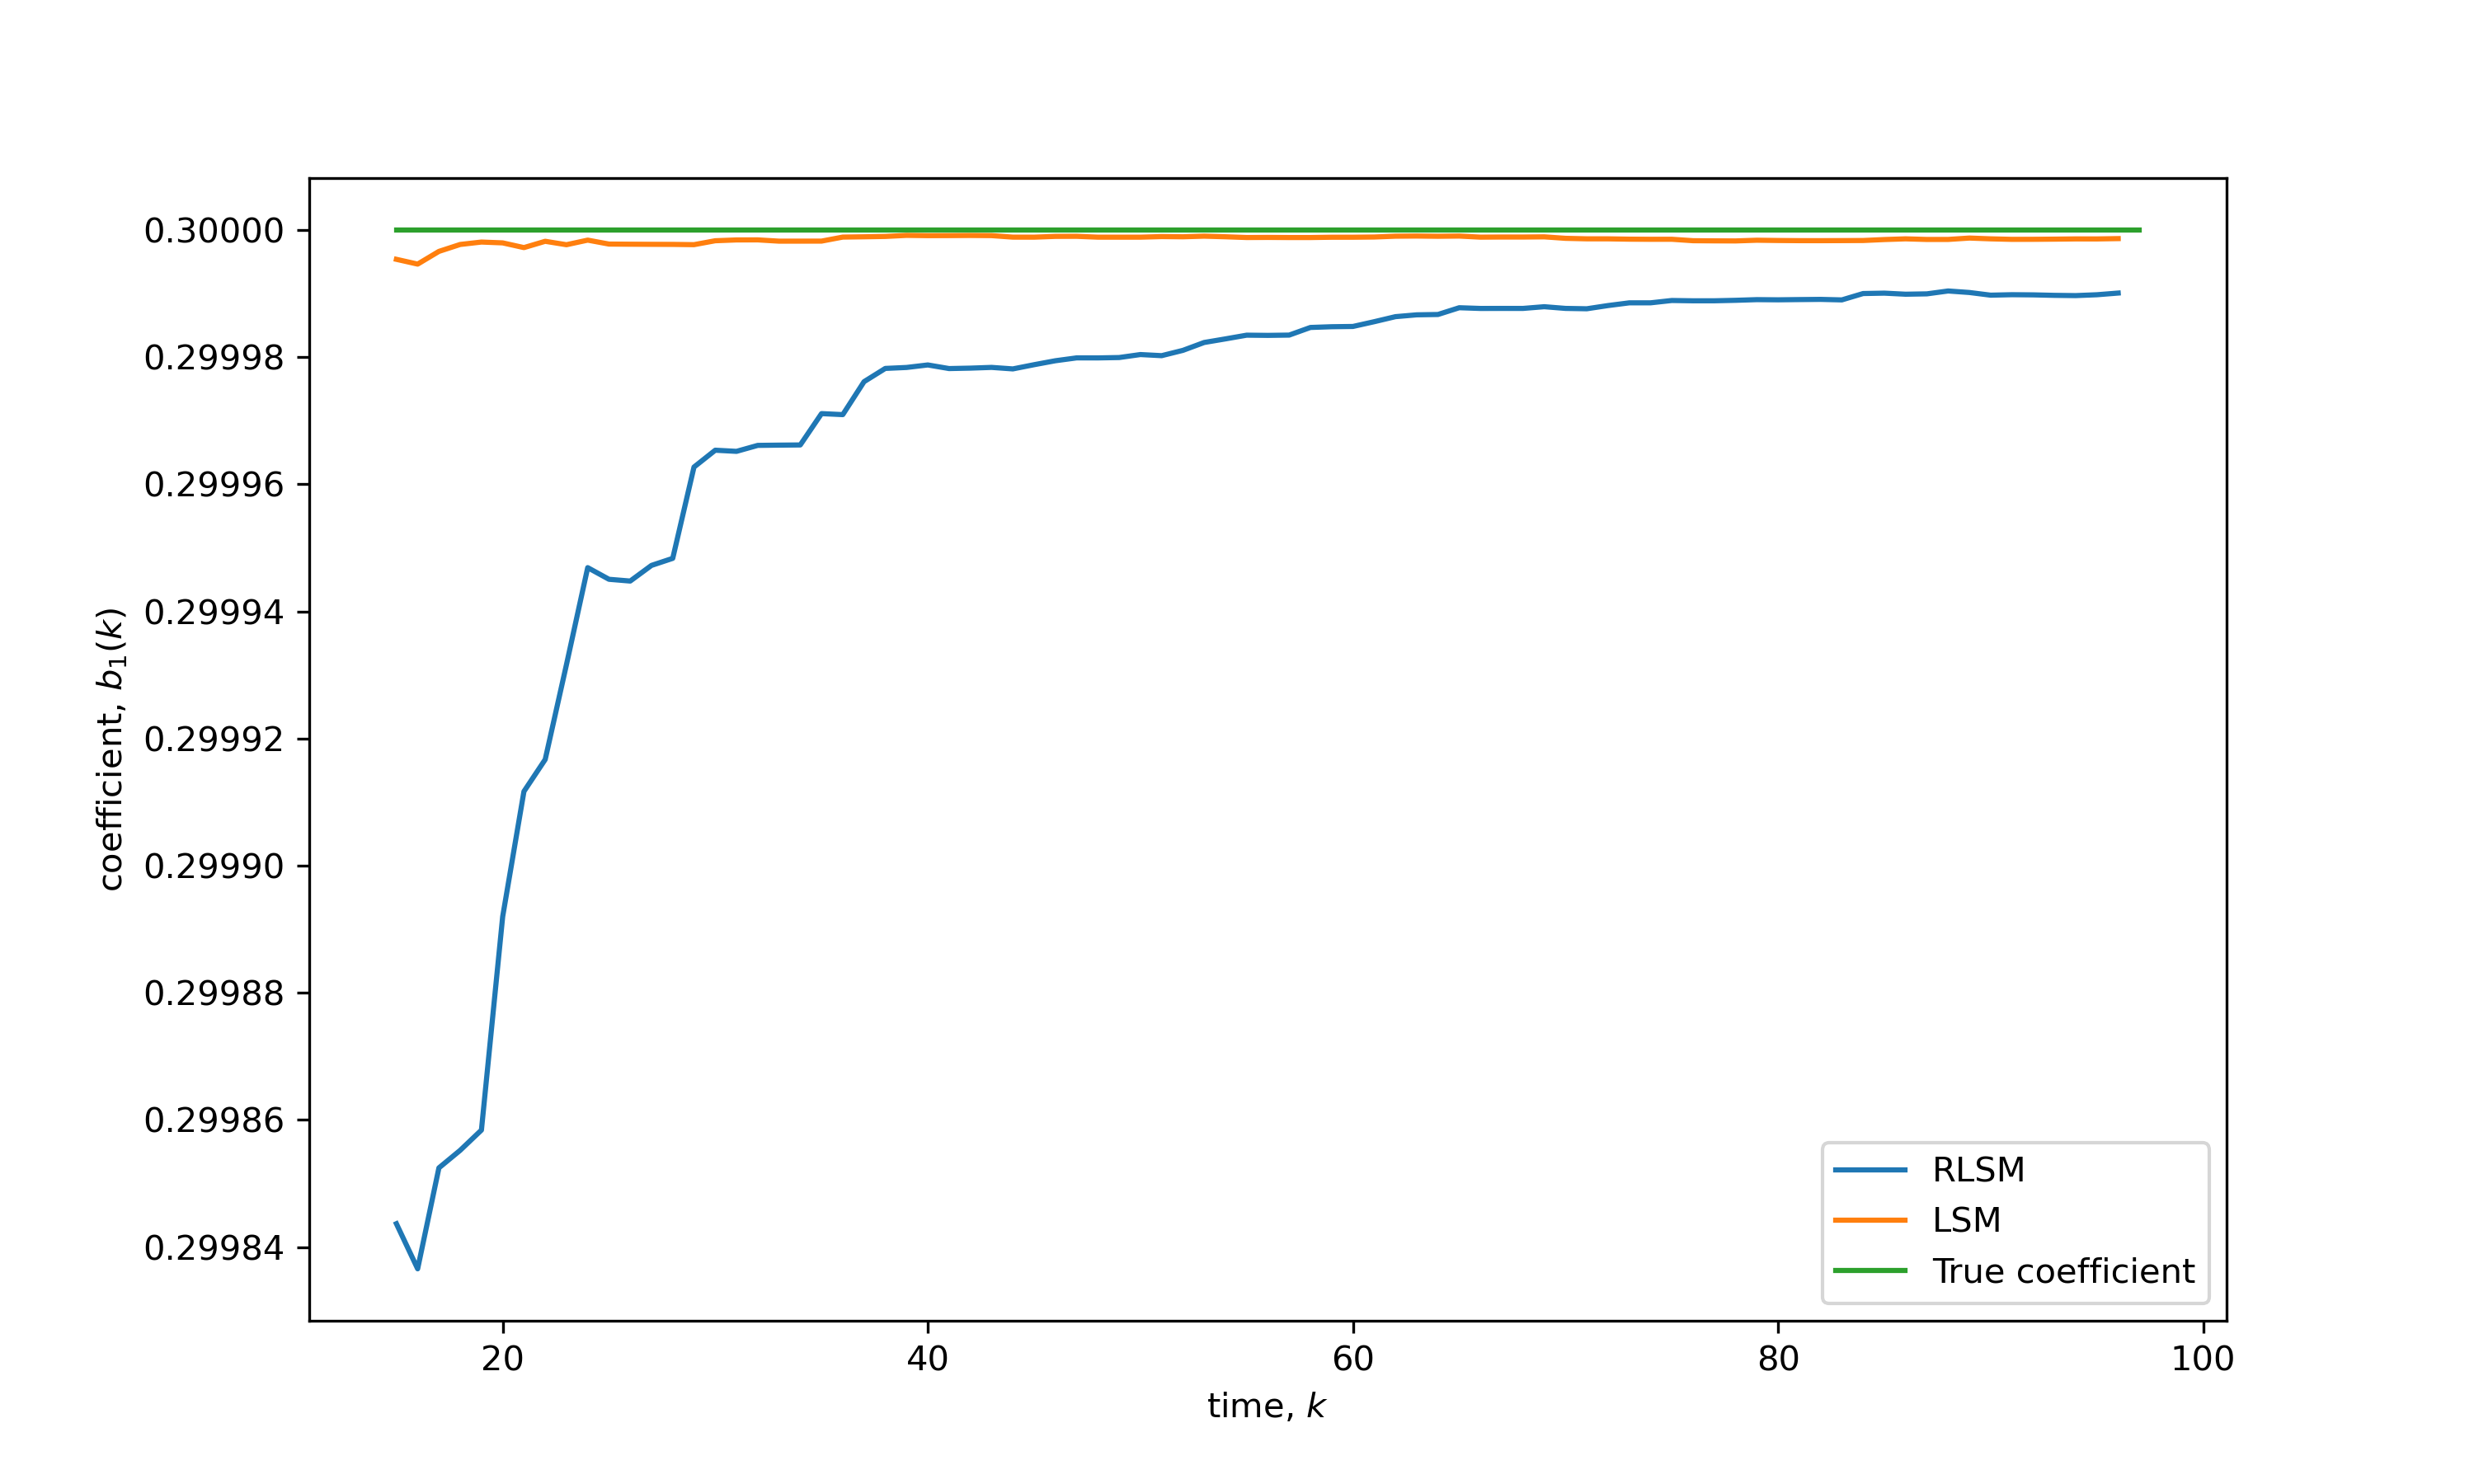 0.30000
0.29998
0.29996
0.29994
0.29992
0.29990
0.29988
0.29986
0.29984
coefficient, b₁(k)
20 40 60 80 100
time, k
RLSM
LSM
True coefficient